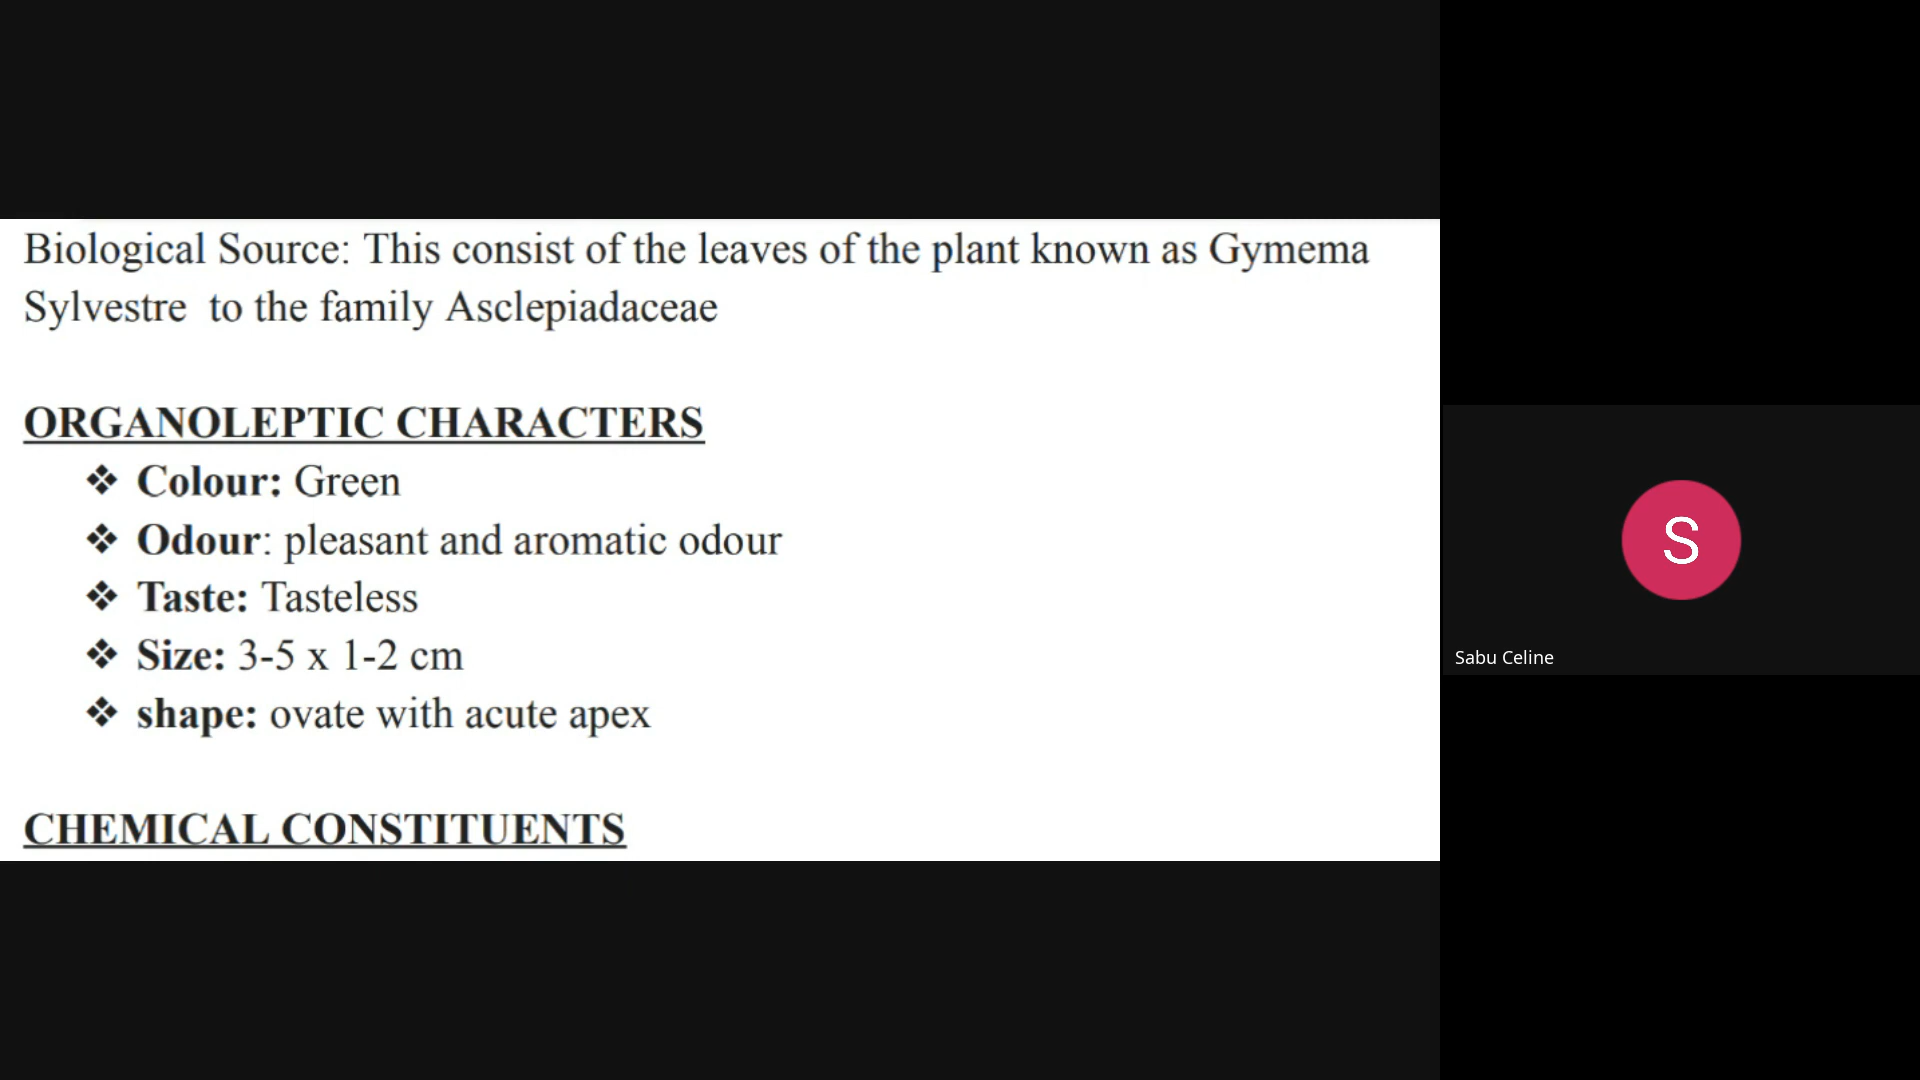 Biological Source: This consist of the leaves of the plant known as Gymema
Sylvestre  to the family Asclepiadaceae
ORGANOLEPTIC CHARACTERS
❖ Colour: Green
❖ Odour: pleasant and aromatic odour
❖ Taste: Tasteless
❖ Size: 3-5 x 1-2 cm
❖ shape: ovate with acute apex
CHEMICAL CONSTITUENTS
S
Sabu Celine